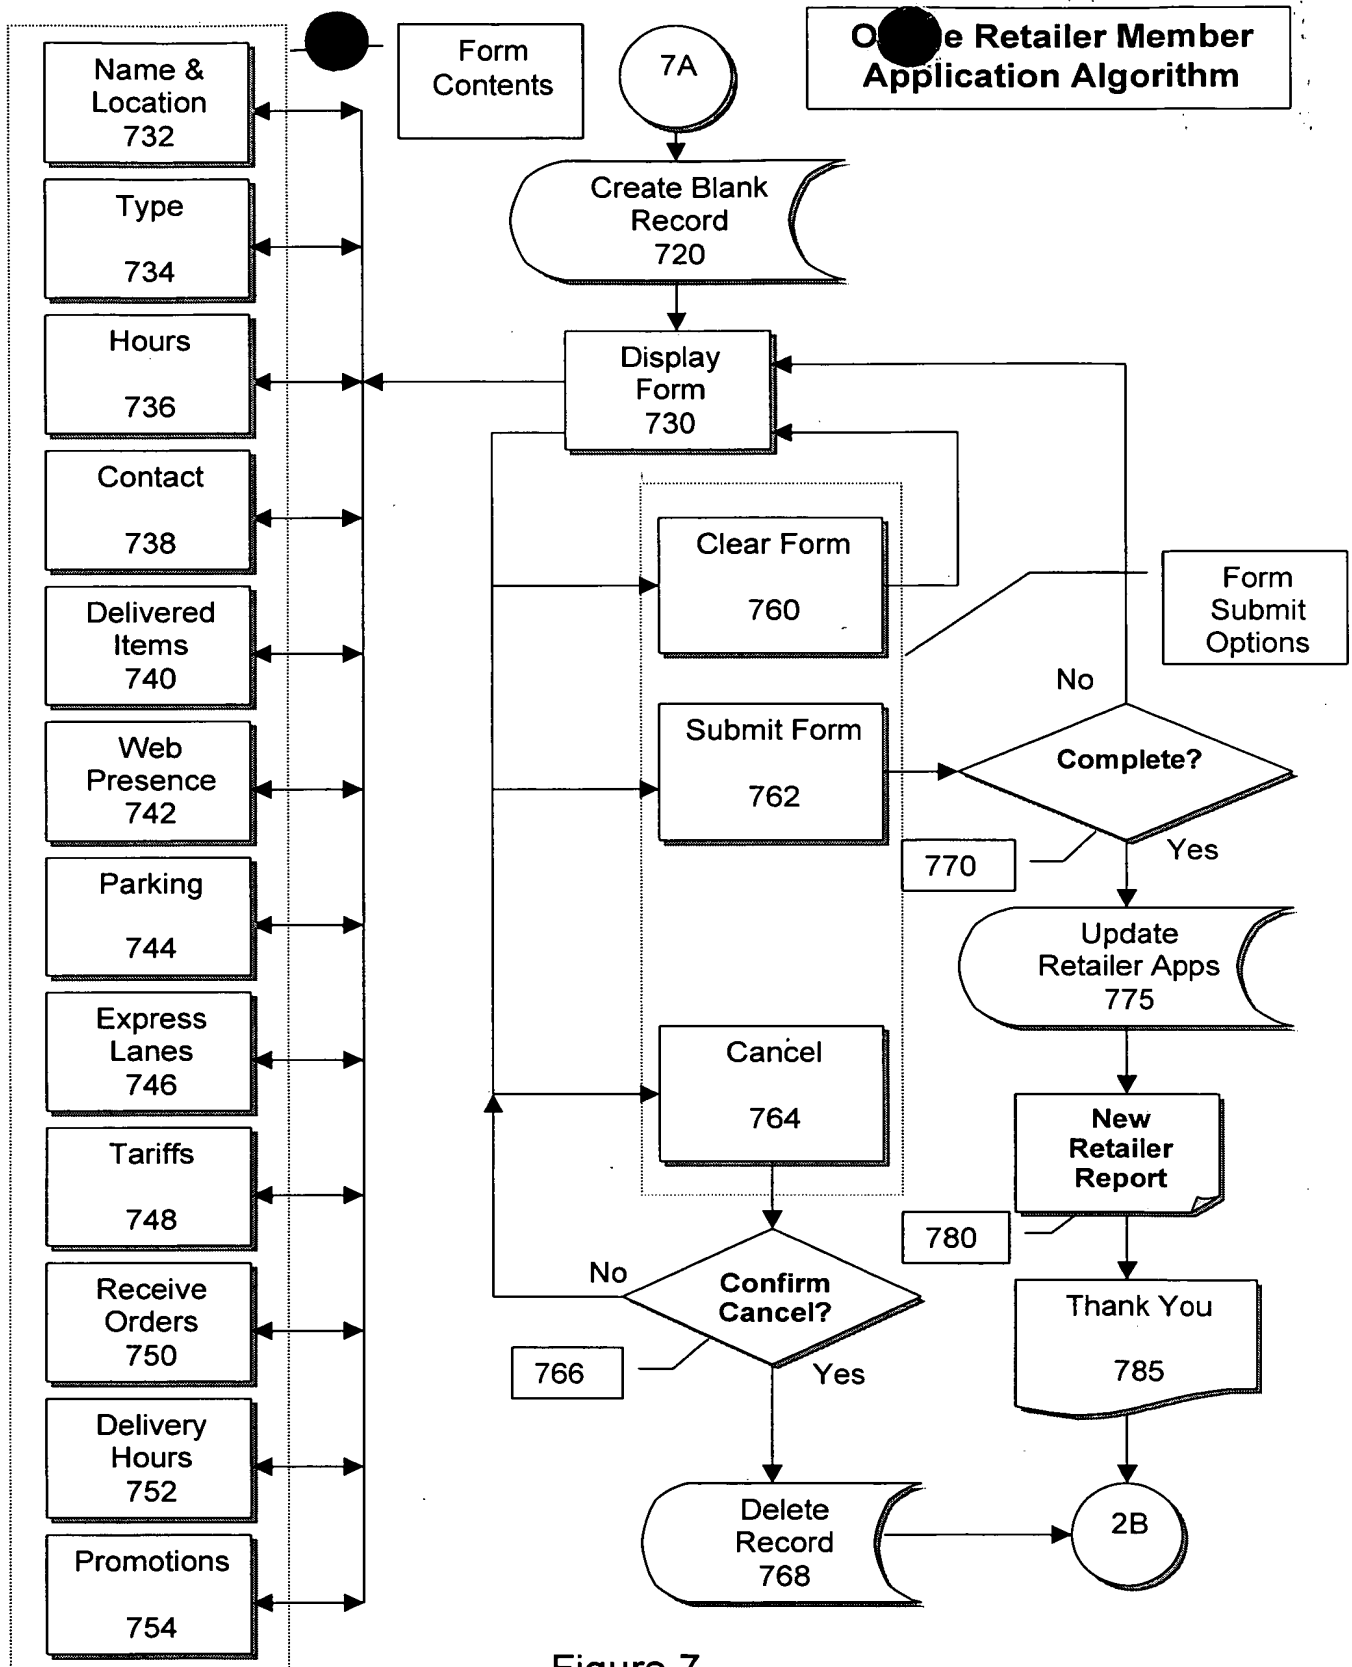 Name &
Location
732
Type
734
Hours
736
Contact
738
Delivered
Items
740
Web
Presence
742
Parking
744
Express
Lanes
746
Tariffs
748
Receive
Orders
750
Delivery
Hours
752
Promotions
754
Form
Contents
7A
Retailer Member
Application Algorithm
Create Blank
Record
720
Display
Form
730
Clear Form
760
Submit Form
762
Cancel
764
Form
Submit
Options
No
Complete?
770
Yes
Update
Retailer Apps
775
New
Retailer
Report
780
Thank You
785
No
Confirm
Cancel?
766
Yes
Delete
Record
768
2B
Figure 7